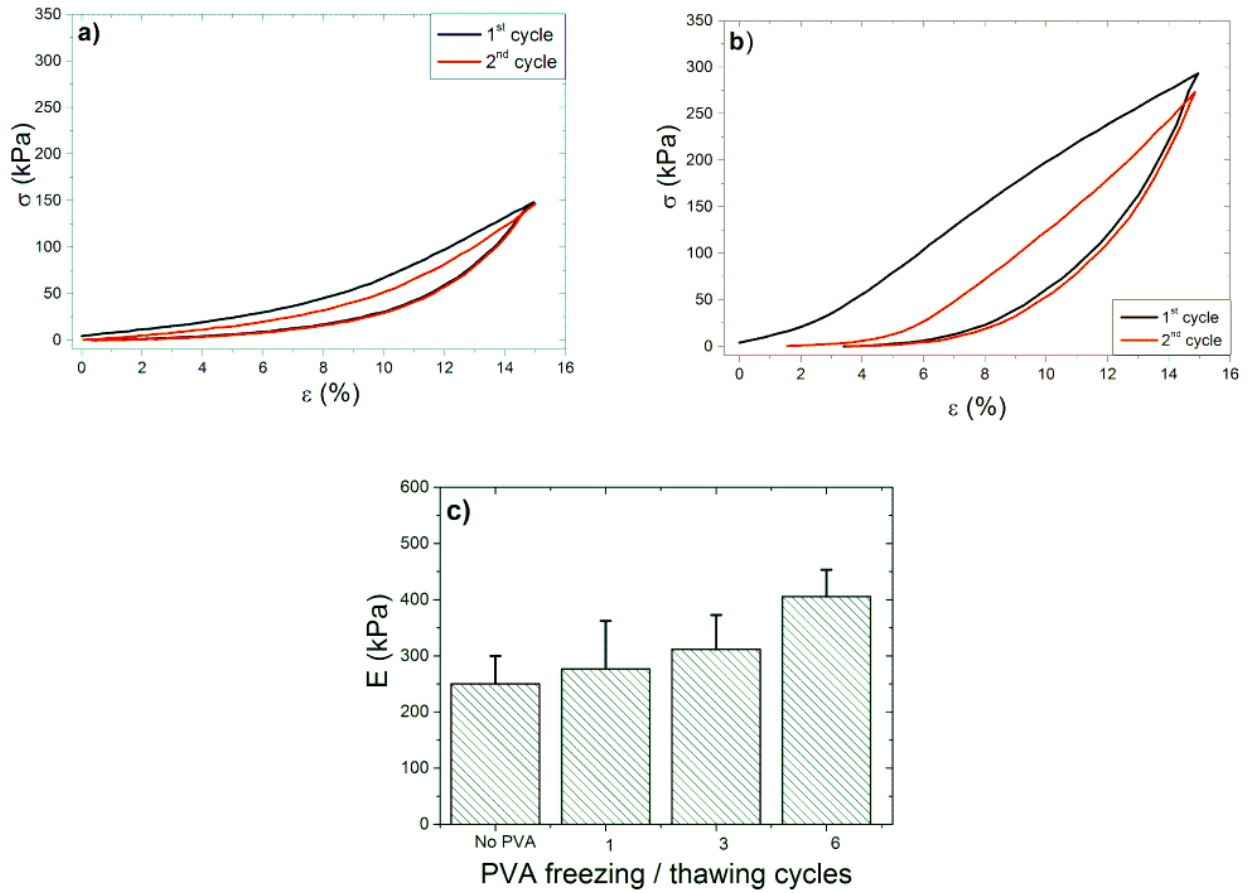 a)
1st cycle
2nd cycle
350
300
250
200
150
100
50
0
σ (kPa)
0 2 4 6 8 10 12 14 16
ε (%)
b)
350
300
250
200
150
100
50
0
σ (kPa)
1st cycle
2nd cycle
0 2 4 6 8 10 12 14 16
ε (%)
c)
600
500
400
300
200
100
0
E (kPa)
No PVA 1 3 6
PVA freezing / thawing cycles